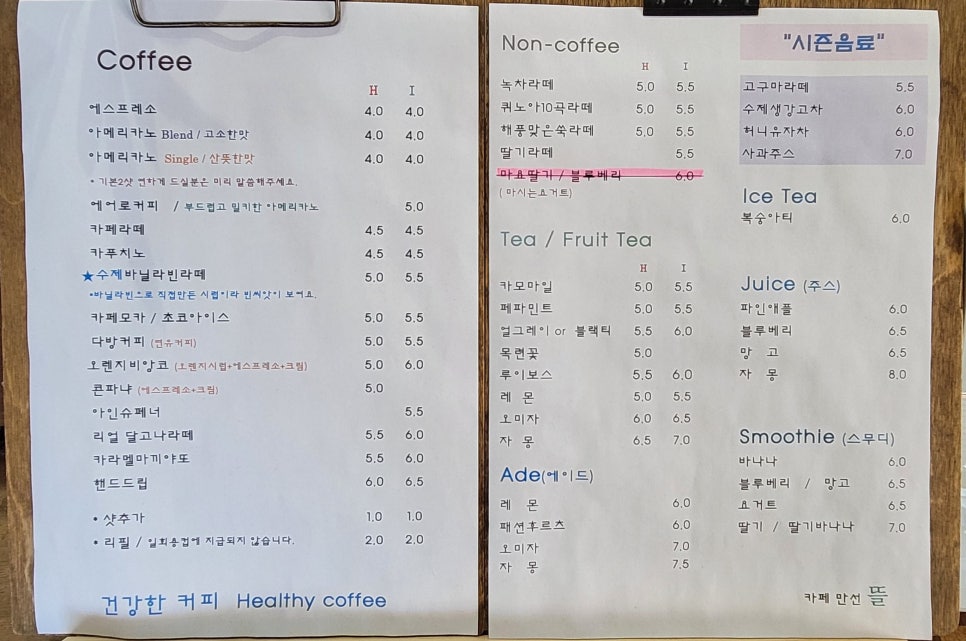 Coffee
H I
에스프레소 4.0 4.0
아메리카노 Blend / 고소한맛 4.0 4.0
아메리카노 Single / 산뜻한맛 4.0 4.0
* 기본2샷 연하게 드실분은 미리 말씀해주세요.
에어로커피 / 부드럽고 밀키한 아메리카노 5.0
카페라떼 4.5 4.5
카푸치노 4.5 4.5
★수제바닐라빈라떼 5.0 5.5
*바닐라빈으로 직접만든 시럽이라 빈씨앗이 보여요.
카페모카 / 초코아이스 5.0 5.5
다방커피 (연유커피) 5.0 5.5
오렌지비앙코 (오렌지시럽+에스프레소+크림) 5.0 6.0
콘파냐 (에스프레소+크림) 5.0
아인슈페너 5.5
리얼 달고나라떼 5.5 6.0
카라멜마끼야또 5.5 6.0
핸드드립 6.0 6.5
• 샷추가 1.0 1.0
• 리필 / 일회용컵에 지급되지 않습니다. 2.0 2.0
건강한 커피 Healthy coffee
Non-coffee
H I
녹차라떼 5.0 5.5
퀴노아10곡라떼 5.0 5.5
해풍맞은쑥라떼 5.0 5.5
딸기라떼 5.5
마요딸기 / 블루베리 6.0
( 마시는요거트)
Tea / Fruit Tea
H I
카모마일 5.0 5.5
페파민트 5.0 5.5
얼그레이 or 블랙티 5.5 6.0
목련꽃 5.0
루이보스 5.5 6.0
레 몬 5.0 5.5
오미자 6.0 6.5
자 몽 6.5 7.0
Ade(에이드)
레 몬 6.0
패션후르츠 6.0
오미자 7.0
자 몽 7.5
"시즌음료"
고구마라떼 5.5
수제생강고차 6.0
허니유자차 6.0
사과주스 7.0
Ice Tea
복숭아티 6.0
Juice (주스)
파인애플 6.0
블루베리 6.5
망 고 6.5
자 몽 8.0
Smoothie (스무디)
바나나 6.0
블루베리 / 망고 6.5
요거트 6.5
딸기 / 딸기바나나 7.0
카페 만선 뜰